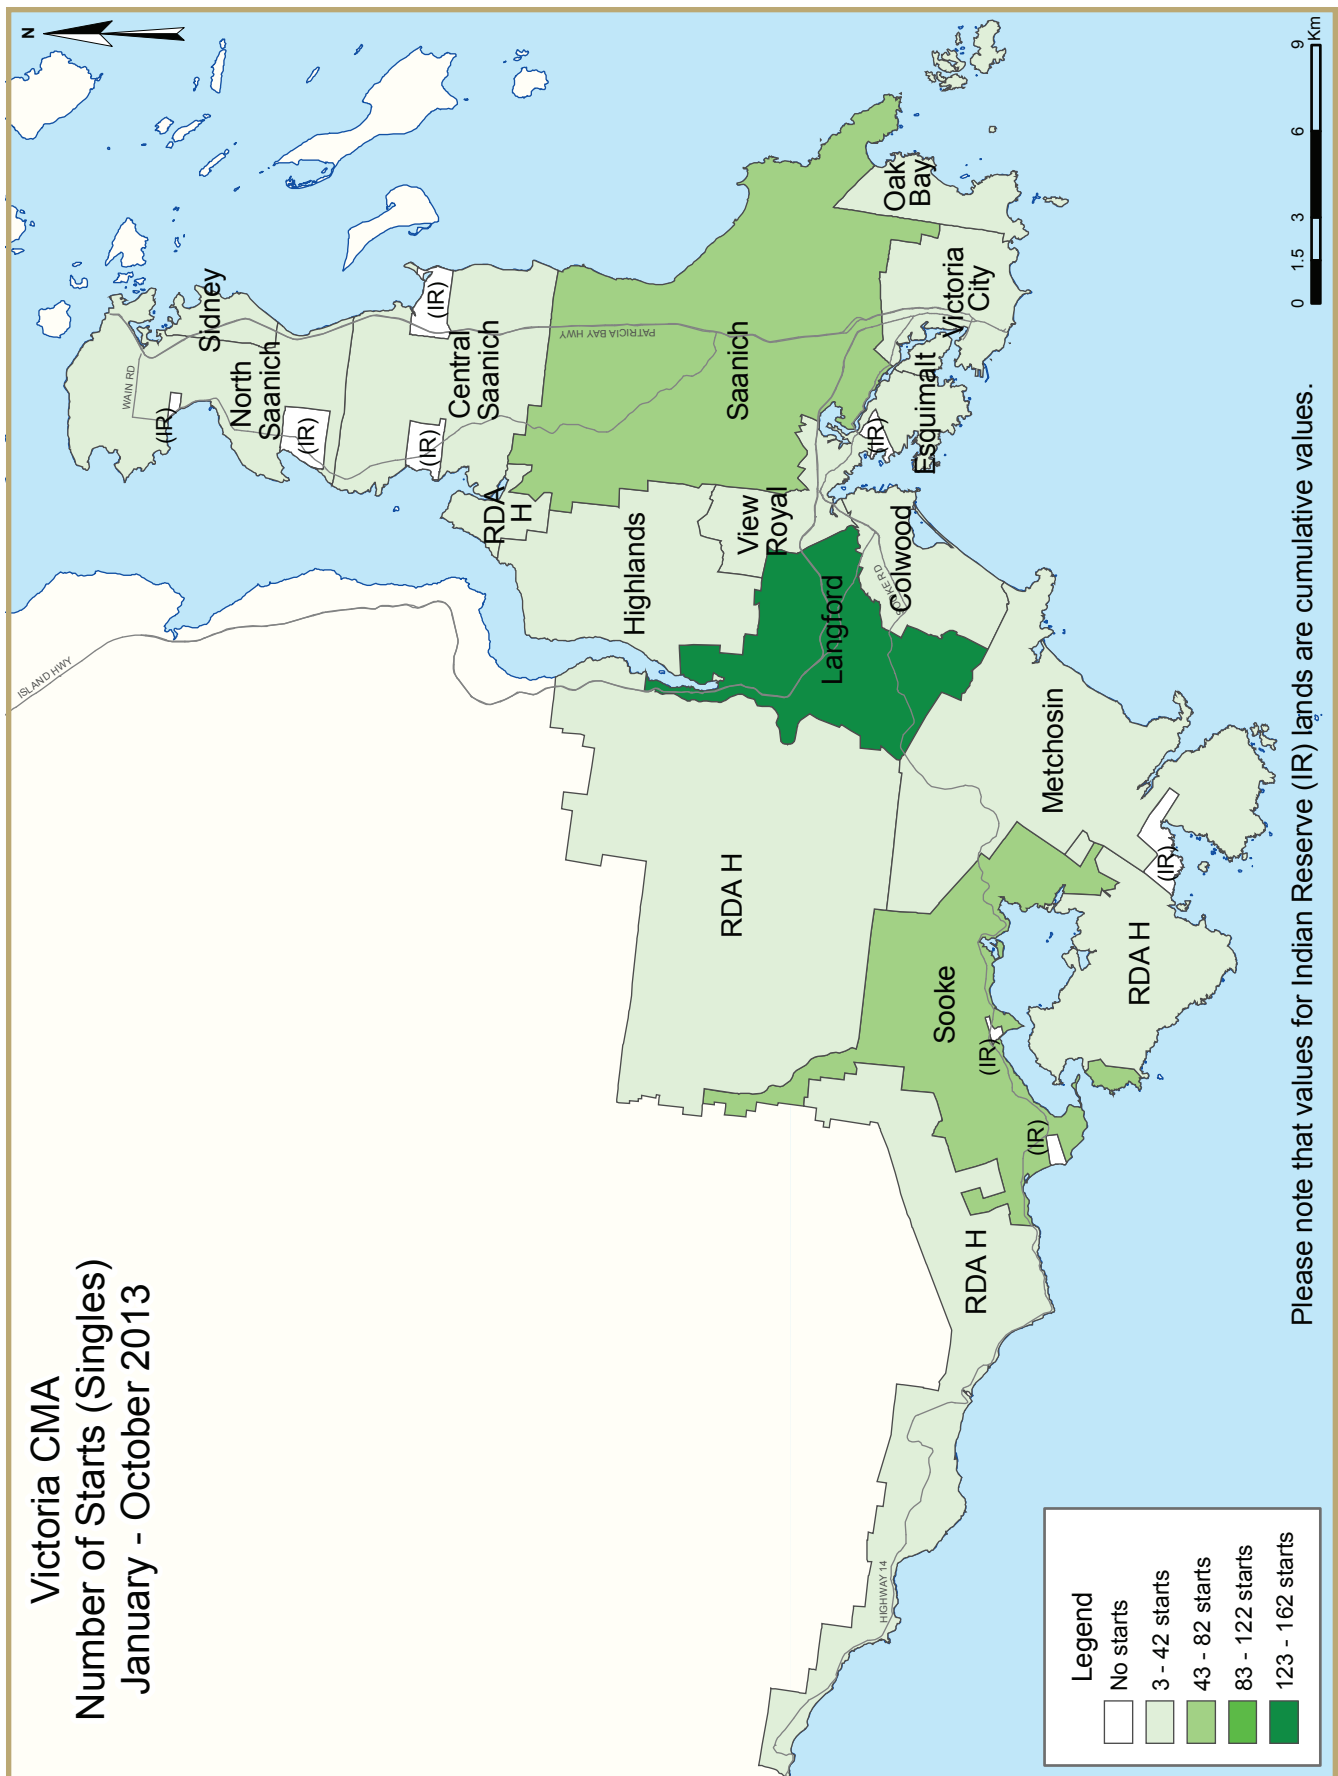 Victoria CMA
Number of Starts (Singles)
January - October 2013
N
ISLAND HWY
WAIN RD
Sidney
North
Saanich
(IR)
(IR)
(IR)
(IR)
Central
Saanich
PATRICIA BAY HWY
RDA
H
Saanich
Highlands
View
Royal
Oak
Bay
Victoria
City
Esquimalt
(IR)
Langford
Colwood
SOOKE RD
Metchosin
(IR)
RDA H
RDA H
Sooke
(IR)
(IR)
RDA H
HIGHWAY 14
Legend
No starts
3 - 42 starts
43 - 82 starts
83 - 122 starts
123 - 162 starts
0 1.5 3 6 9
Km
Please note that values for Indian Reserve (IR) lands are cumulative values.